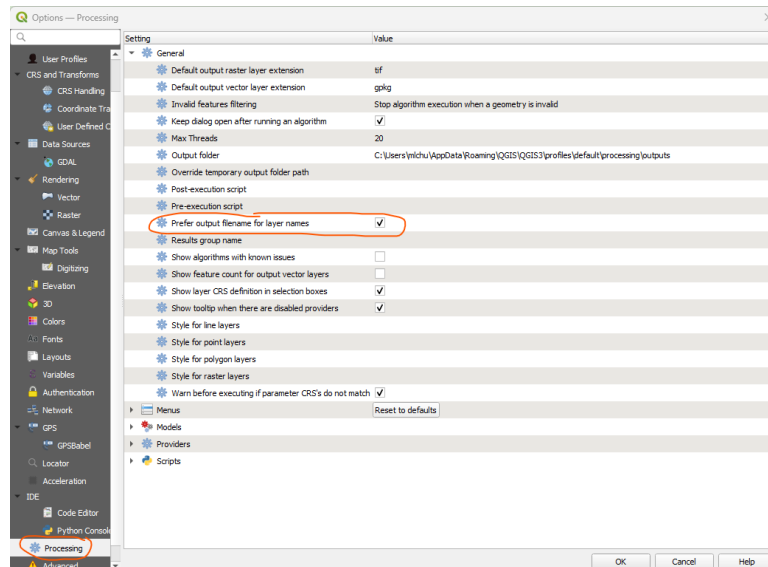 Options — Processing
User Profiles
CRS and Transforms
CRS Handling
Coordinate Tra
User Defined C
Data Sources
GDAL
Rendering
Vector
Raster
Canvas & Legend
Map Tools
Digitizing
Elevation
3D
Colors
Fonts
Layouts
Variables
Authentication
Network
GPS
GPSBabel
Locator
Acceleration
IDE
Code Editor
Python Console
Processing
Advanced
Setting Value
General
Default output raster layer extension tif
Default output vector layer extension gpkg
Invalid features filtering Stop algorithm execution when a geometry is invalid
Keep dialog open after running an algorithm
Max Threads 20
Output folder C:\Users\mlchu\AppData\Roaming\QGIS\QGIS3\profiles\default\processing\outputs
Override temporary output folder path
Post-execution script
Pre-execution script
Prefer output filename for layer names
Results group name
Show algorithms with known issues
Show feature count for output vector layers
Show layer CRS definition in selection boxes
Show tooltip when there are disabled providers
Style for line layers
Style for point layers
Style for polygon layers
Style for raster layers
Warn before executing if parameter CRS's do not match
Menus Reset to defaults
Models
Providers
Scripts
OK Cancel Help